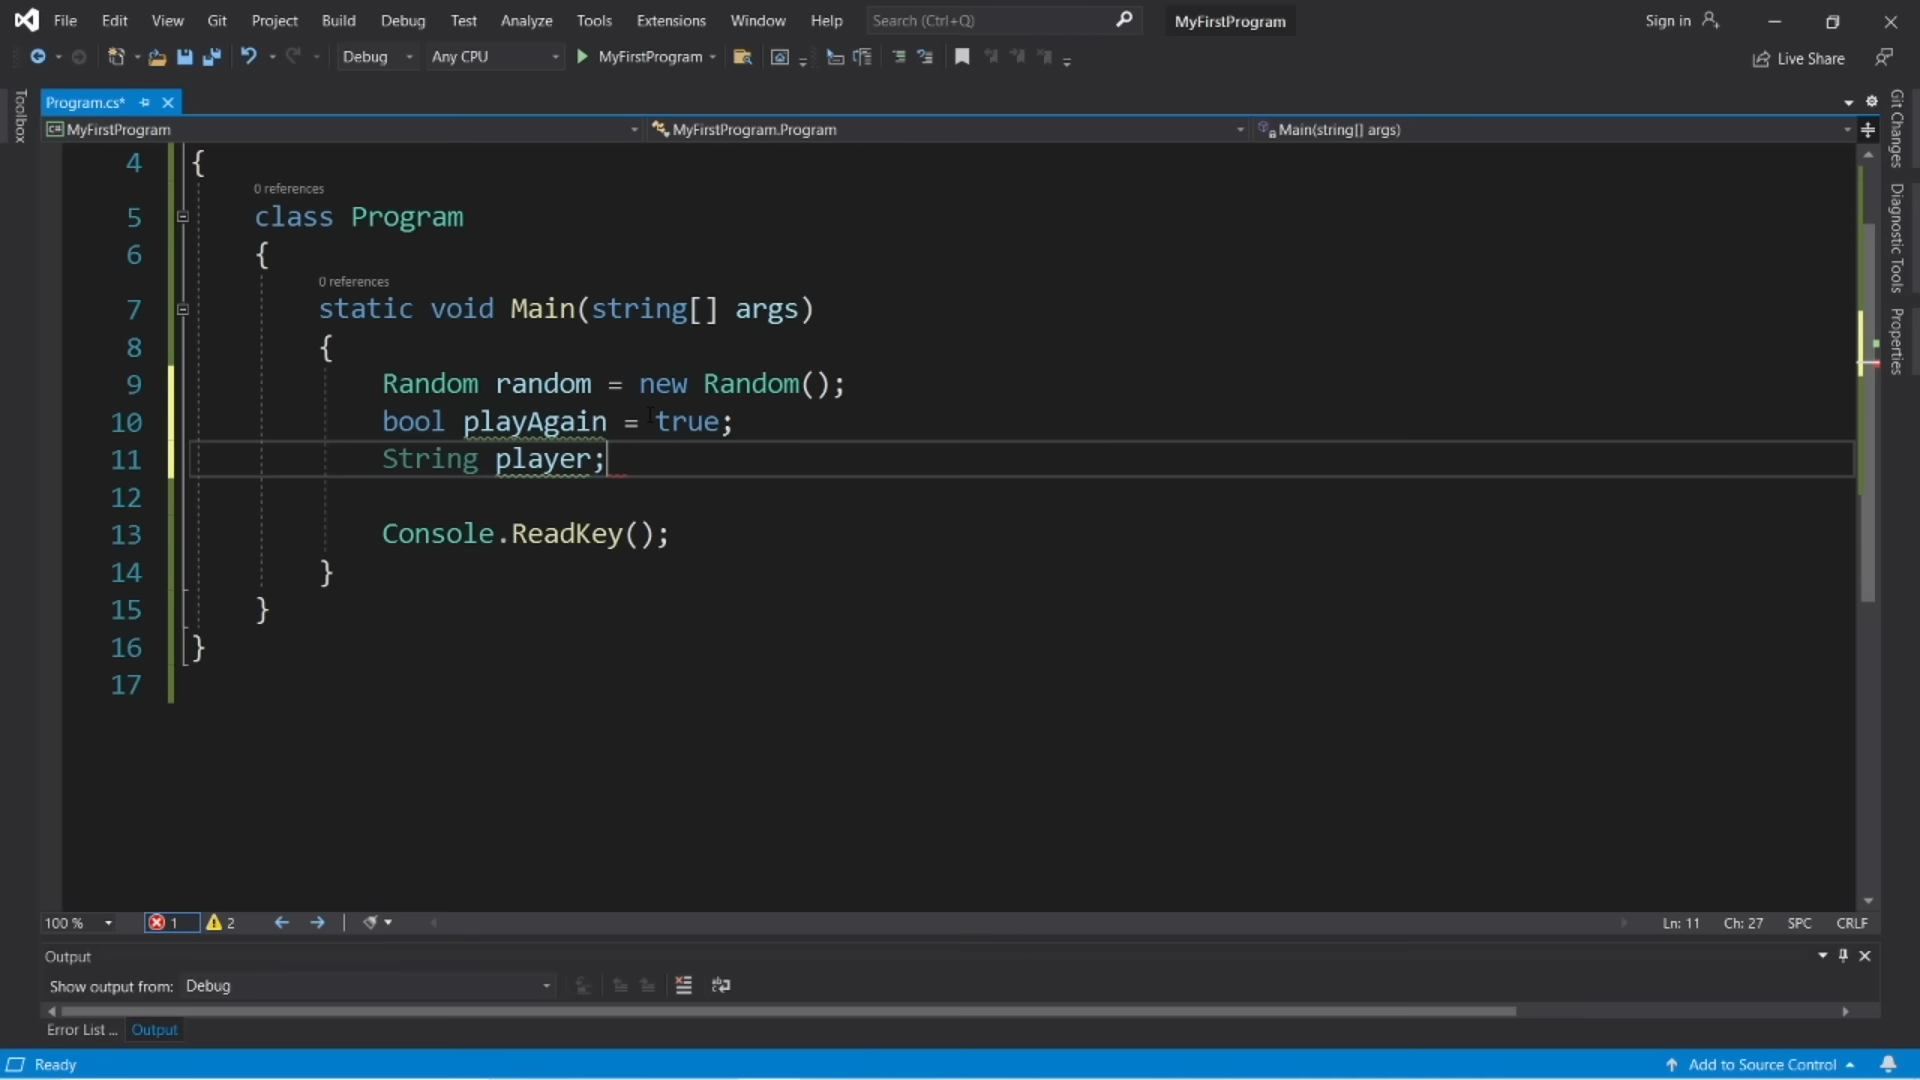 File Edit View Git Project Build Debug Test Analyze Tools Extensions Window Help Search (Ctrl+Q) MyFirstProgram Sign in
Debug Any CPU MyFirstProgram Live Share
Toolbox
Program.cs*
MyFirstProgram MyFirstProgram.Program Main(string[] args)
4 {
0 references
5 class Program
6 {
0 references
7 static void Main(string[] args)
8 {
9 Random random = new Random();
10 bool playAgain = true;
11 String player;
12
13 Console.ReadKey();
14 }
15 }
16 }
17
Git Changes
Diagnostic Tools
Properties
100 % 1 2 Ln: 11 Ch: 27 SPC CRLF
Output
Show output from: Debug
Error List ... Output
Ready Add to Source Control